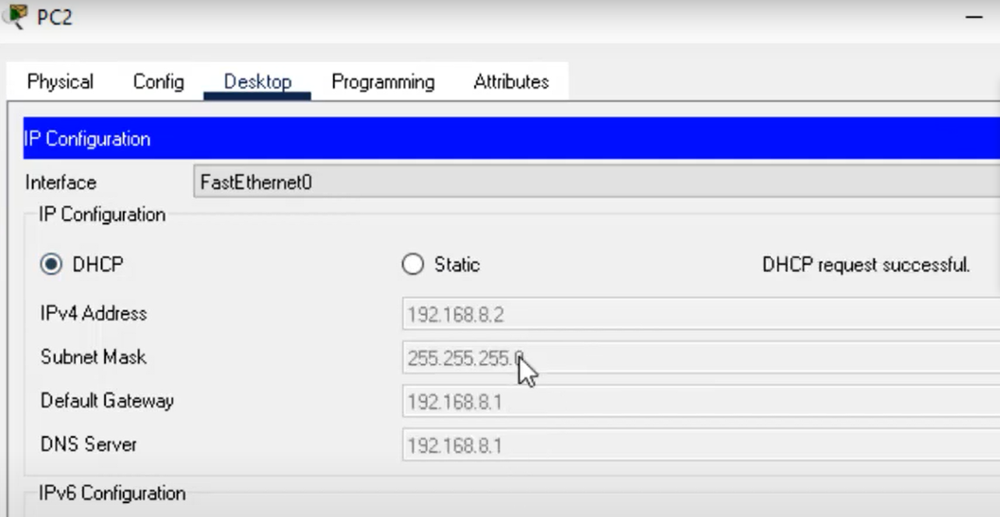 PC2
Physical Config Desktop Programming Attributes
IP Configuration
Interface FastEthernet0
IP Configuration
DHCP Static DHCP request successful.
IPv4 Address 192.168.8.2
Subnet Mask 255.255.255.0
Default Gateway 192.168.8.1
DNS Server 192.168.8.1
IPv6 Configuration